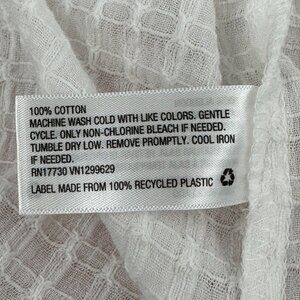 100% COTTON
MACHINE WASH COLD WITH LIKE COLORS. GENTLE
CYCLE. ONLY NON-CHLORINE BLEACH IF NEEDED.
TUMBLE DRY LOW. REMOVE PROMPTLY. COOL IRON
IF NEEDED.
RN17730 VN1299629
LABEL MADE FROM 100% RECYCLED PLASTIC